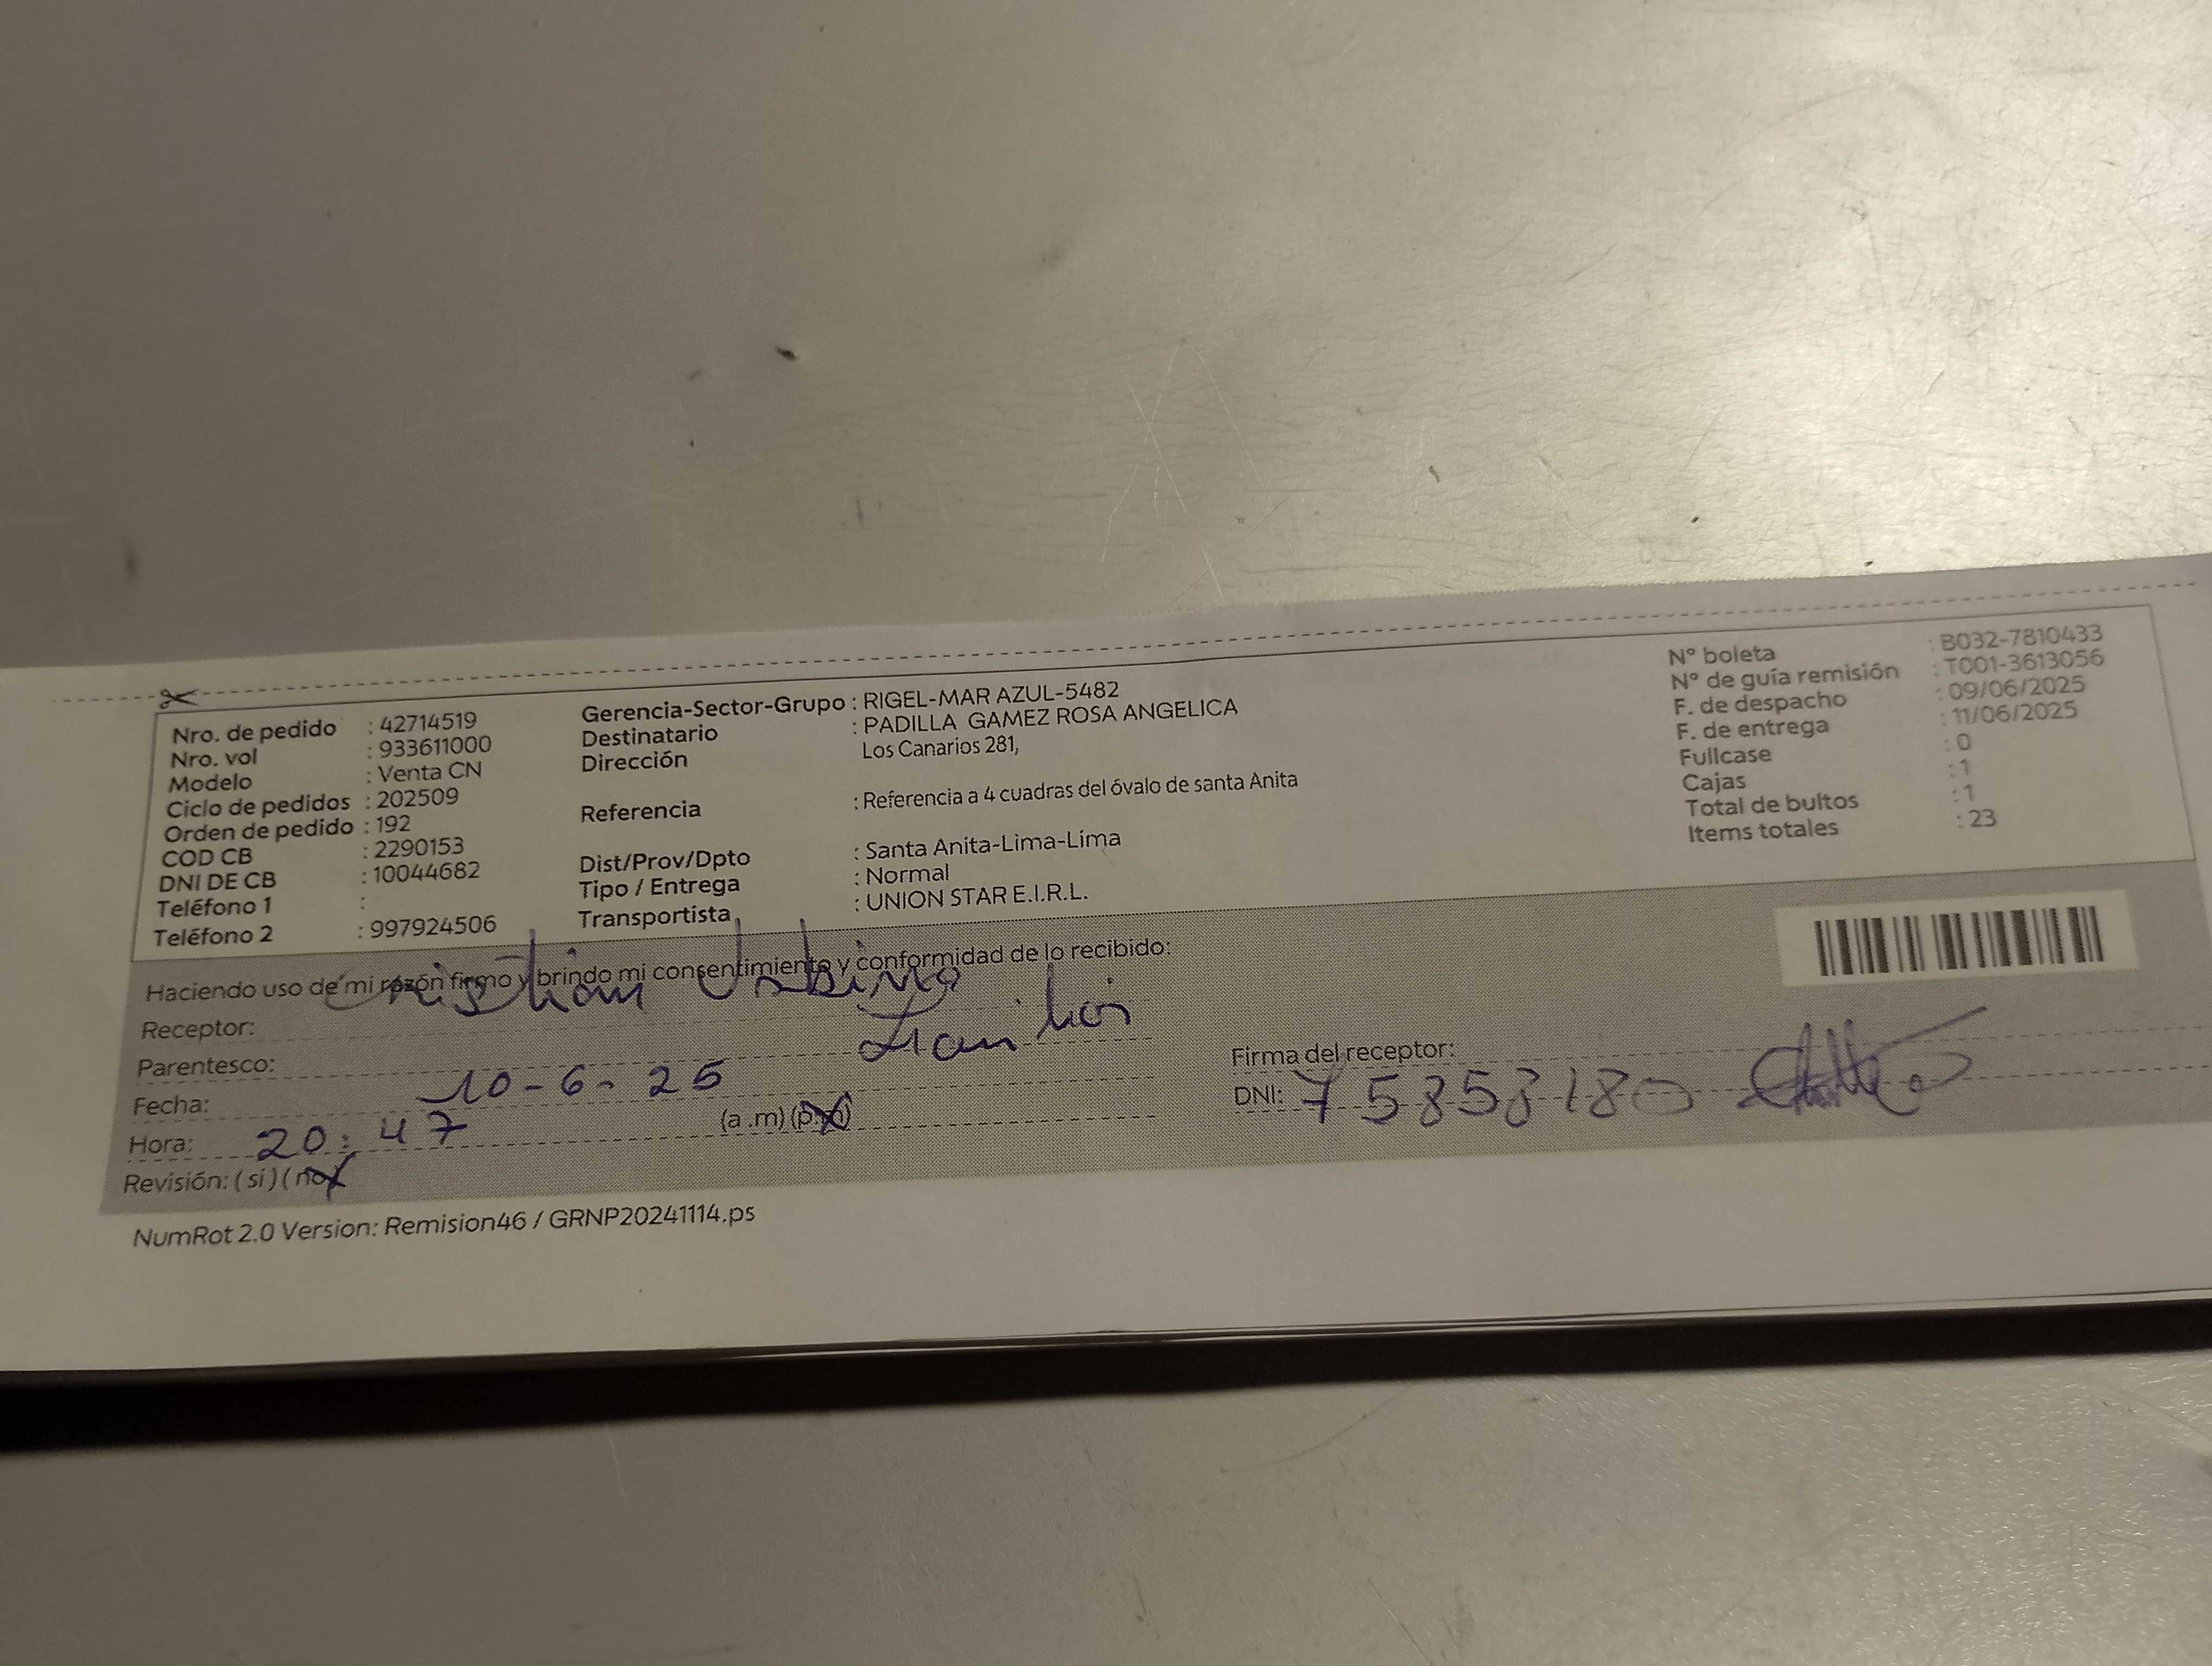 Nro. de pedido : 42714519
Nro. vol : 933611000
Modelo : Venta CN
Ciclo de pedidos : 202509
Orden de pedido : 192
COD CB : 2290153
DNI DE CB : 10044682
Teléfono 1 :
Teléfono 2 : 997924506
Gerencia-Sector-Grupo : RIGEL-MAR AZUL-5482
Destinatario : PADILLA GAMEZ ROSA ANGELICA
Dirección Los Canarios 281,
Referencia : Referencia a 4 cuadras del óvalo de santa Anita
Dist/Prov/Dpto : Santa Anita-Lima-Lima
Tipo / Entrega : Normal
Transportista : UNION STAR E.I.R.L.
N° boleta : B032-7810433
N° de guía remisión : T001-3613056
F. de despacho : 09/06/2025
F. de entrega : 11/06/2025
Fullcase : 0
Cajas : 1
Total de bultos : 1
Items totales : 23
Haciendo uso de mi razón firmo y brindo mi consentimiento y conformidad de lo recibido:
Receptor: Cristhian
Parentesco:
Fecha: 10-6-25
Hora: 20:47 (a.m) (p.m)
Revisión: (si) (no)
Firma del receptor:
DNI: 75858180
NumRot 2.0 Version: Remision46 / GRNP20241114.ps